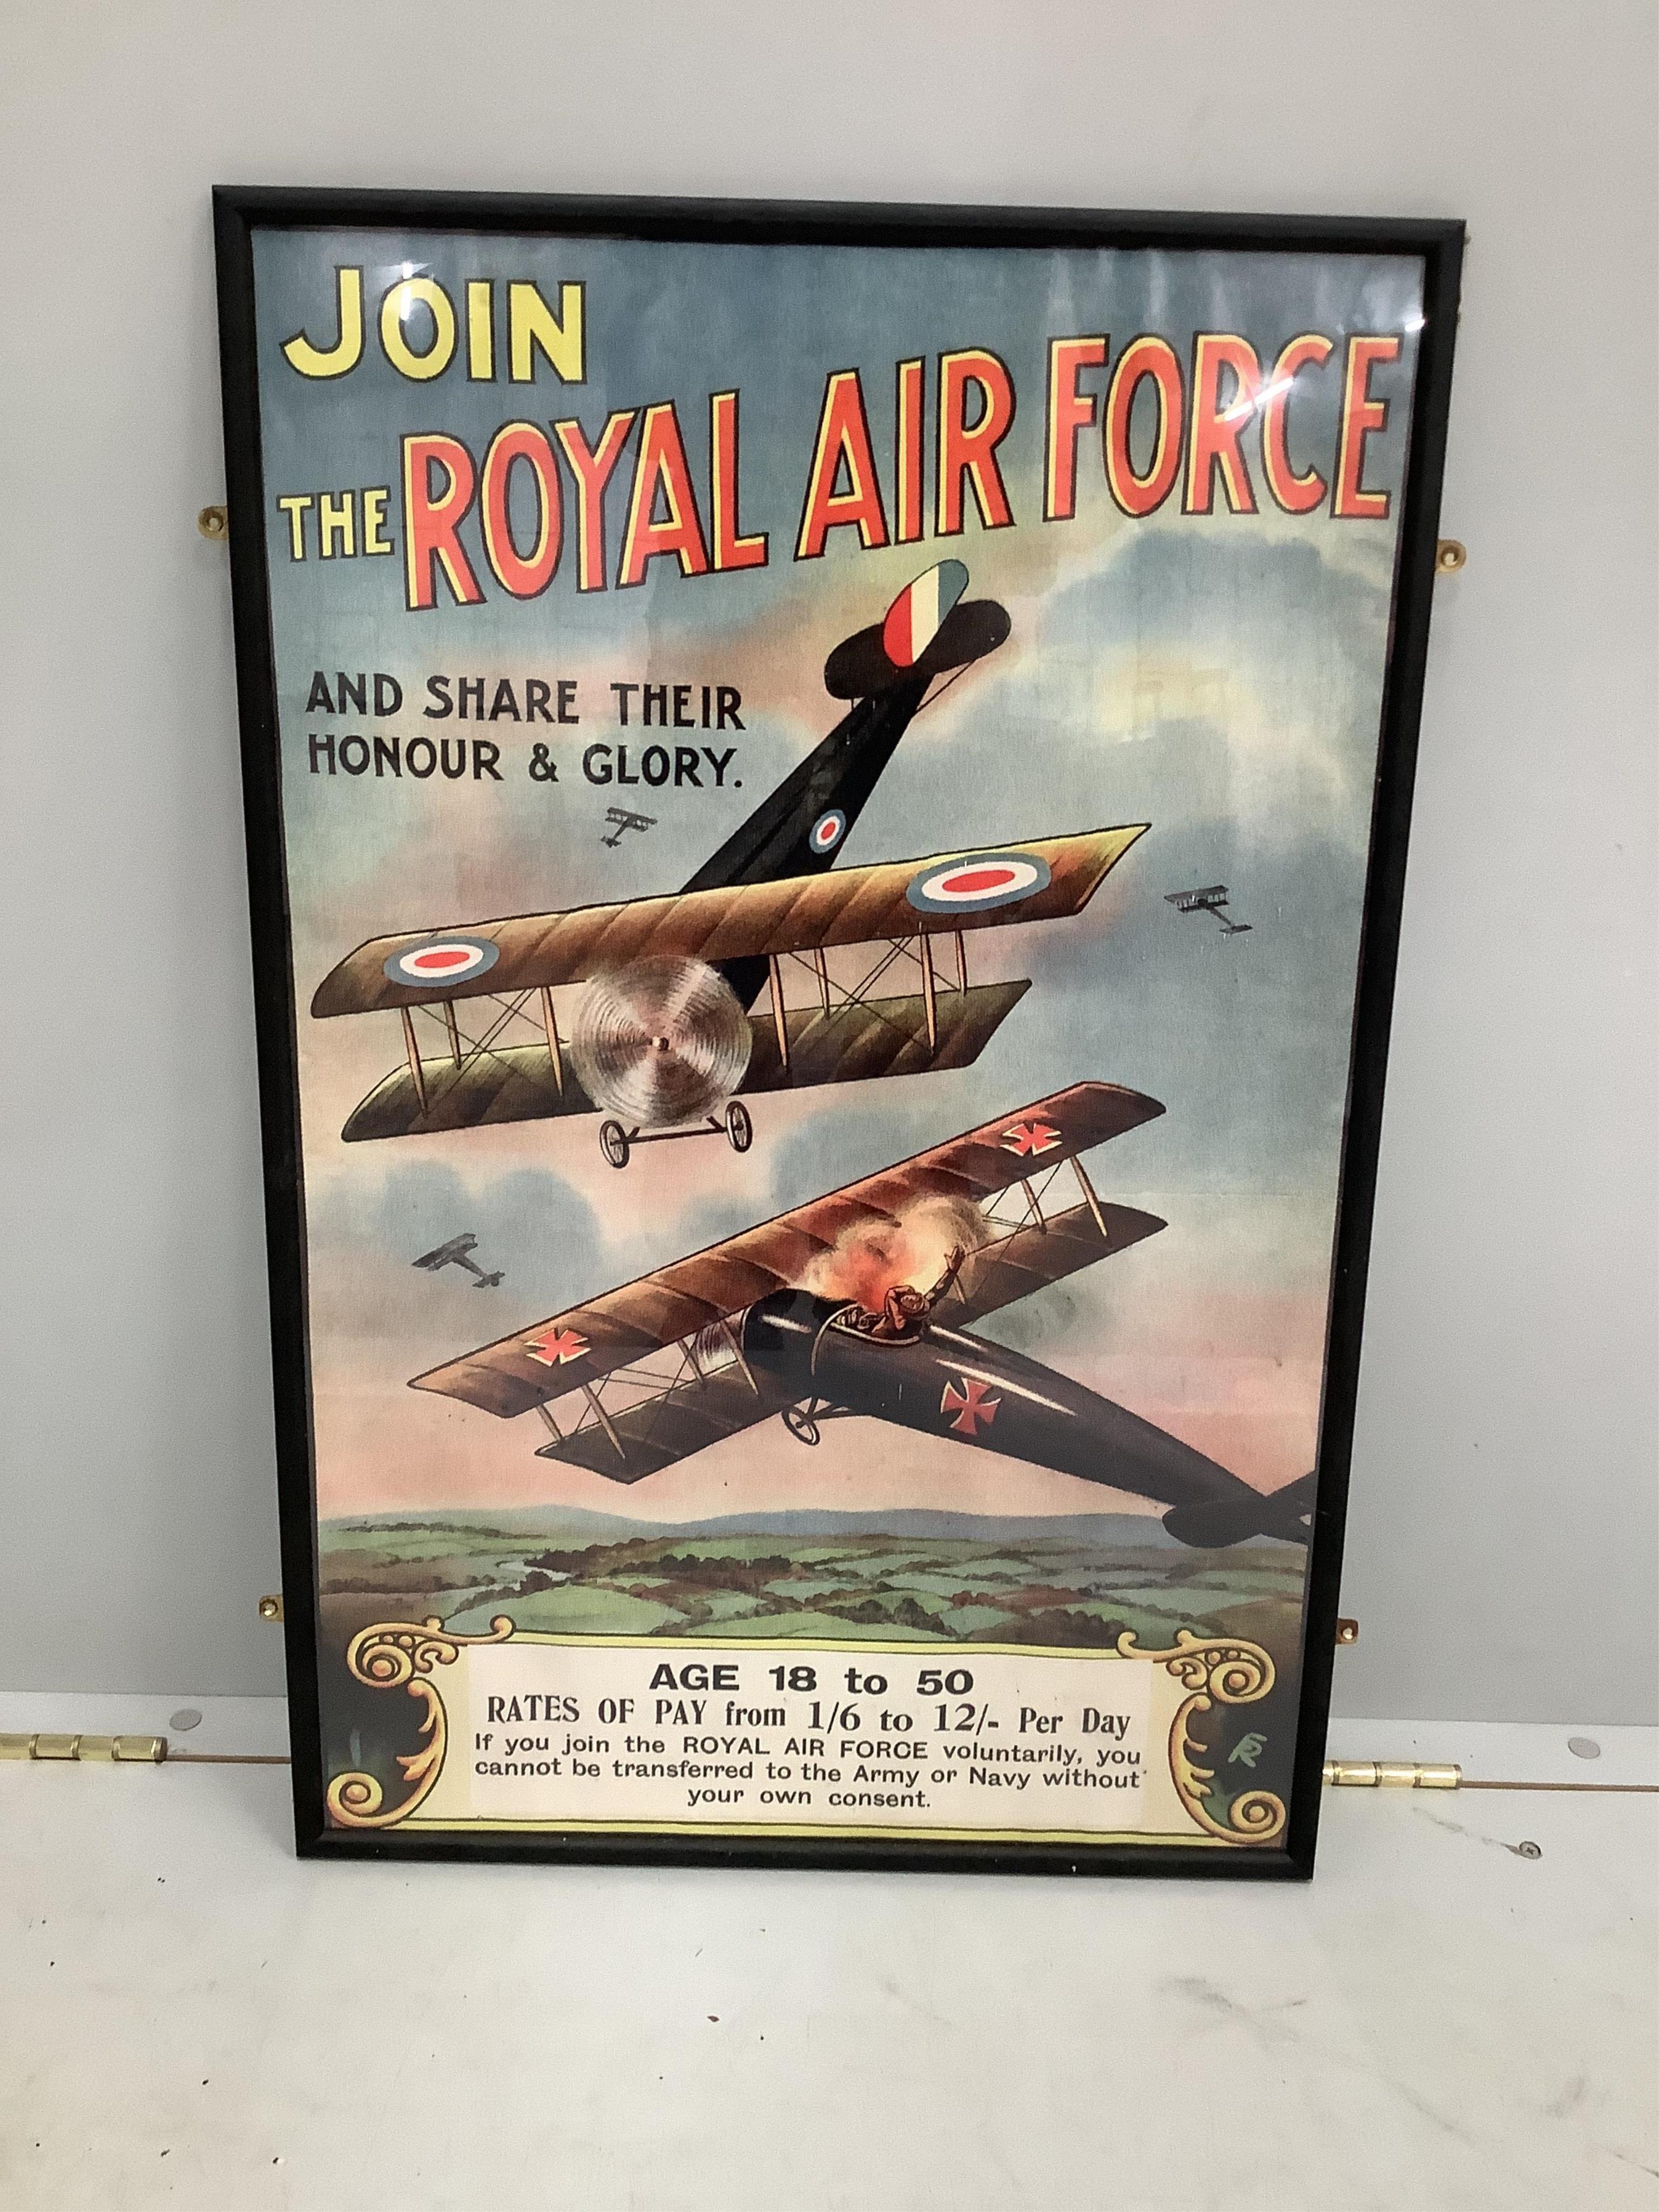 JOIN
THE ROYAL AIR FORCE
AND SHARE THEIR
HONOUR & GLORY.
AGE 18 to 50
RATES OF PAY from 1/6 to 12/- Per Day
If you join the ROYAL AIR FORCE voluntarily, you
cannot be transferred to the Army or Navy without
your own consent.